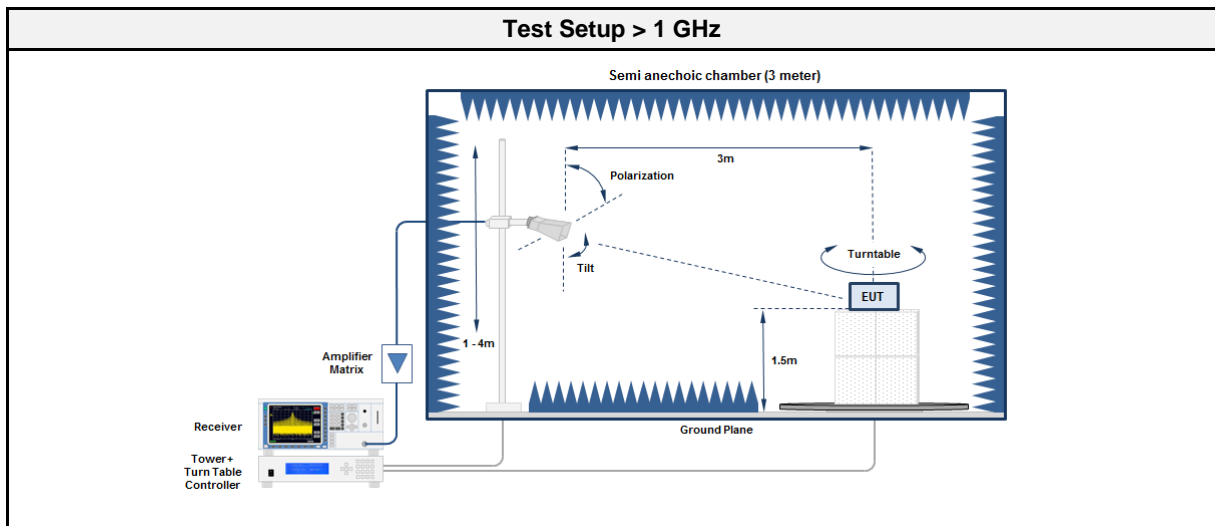 Test Setup > 1 GHz
Semi anechoic chamber (3 meter)
3m
Polarization
Tilt
Turntable
EUT
1 - 4m
1.5m
Amplifier
Matrix
Receiver
Ground Plane
Tower+
Turn Table
Controller